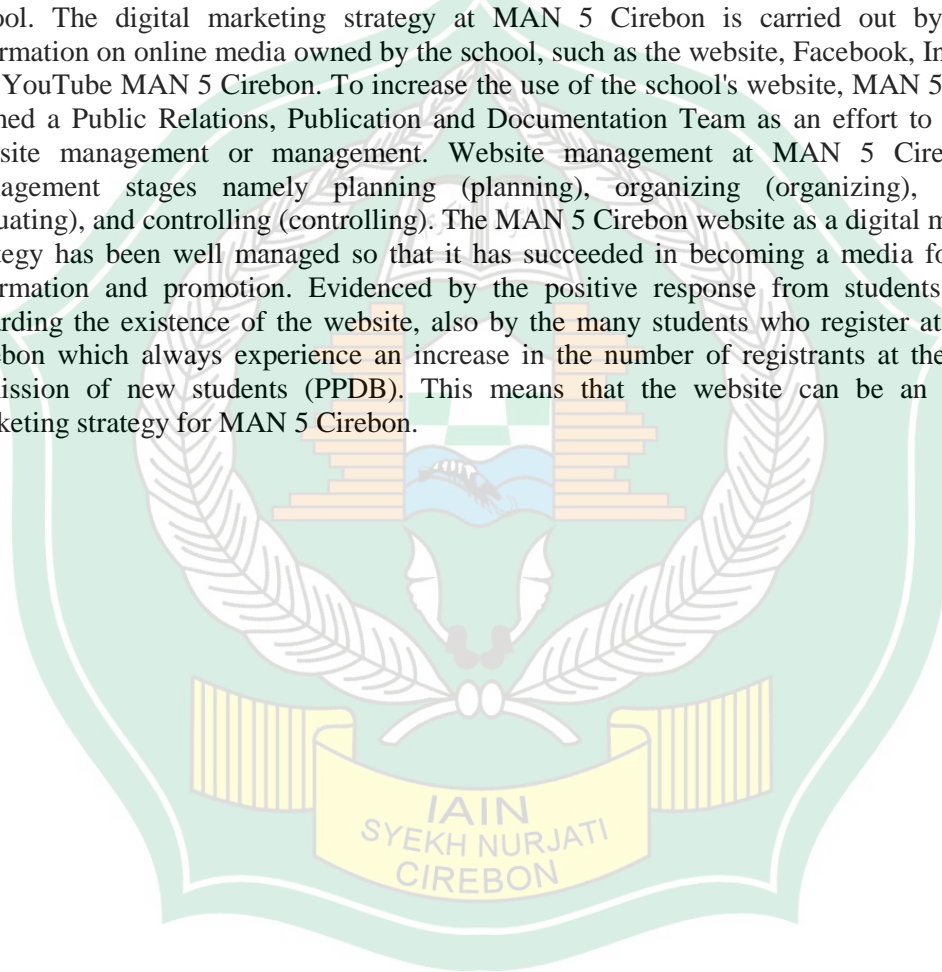 ool. The digital marketing strategy at MAN 5 Cirebon is carried out by
ormation on online media owned by the school, such as the website, Facebook, In
YouTube MAN 5 Cirebon. To increase the use of the school's website, MAN 5
med a Public Relations, Publication and Documentation Team as an effort to
site management or management. Website management at MAN 5 Cire
agement stages namely planning (planning), organizing (organizing),
uating), and controlling (controlling). The MAN 5 Cirebon website as a digital m
tegy has been well managed so that it has succeeded in becoming a media fo
ormation and promotion. Evidenced by the positive response from students
arding the existence of the website, also by the many students who register at
ebon which always experience an increase in the number of registrants at the
ission of new students (PPDB). This means that the website can be an
keting strategy for MAN 5 Cirebon.
IAIN
SYEKH NURJATI
CIREBON